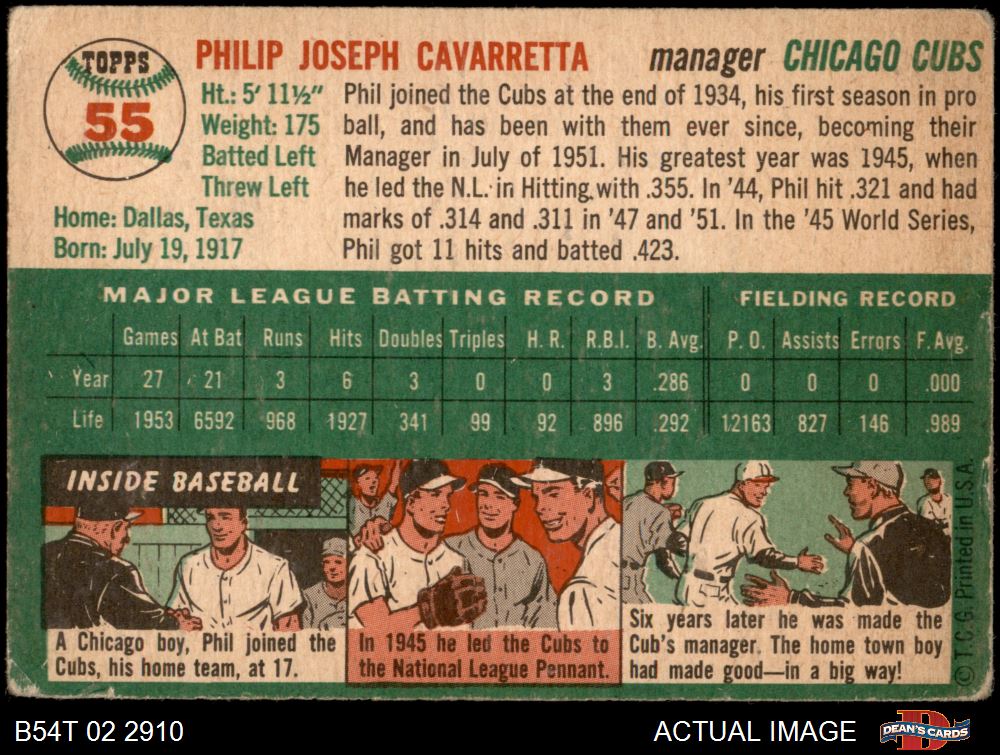 TOPPS
55
PHILIP JOSEPH CAVARRETTA manager CHICAGO CUBS
Ht.: 5' 11½"
Weight: 175
Batted Left
Threw Left
Home: Dallas, Texas
Born: July 19, 1917
Phil joined the Cubs at the end of 1934, his first season in pro
ball, and has been with them ever since, becoming their
Manager in July of 1951. His greatest year was 1945, when
he led the N.L. in Hitting with .355. In '44, Phil hit .321 and had
marks of .314 and .311 in '47 and '51. In the '45 World Series,
Phil got 11 hits and batted .423.
MAJOR LEAGUE BATTING RECORD FIELDING RECORD
Games At Bat Runs Hits Doubles Triples H. R. R.B.I. B. Avg. P. O. Assists Errors F. Avg.
Year 27 21 3 6 3 0 0 3 .286 0 0 0 .000
Life 1953 6592 968 1927 341 99 92 896 .292 12163 827 146 .989
INSIDE BASEBALL
A Chicago boy, Phil joined the
Cubs, his home team, at 17.
In 1945 he led the Cubs to
the National League Pennant.
Six years later he was made the
Cub's manager. The home town boy
had made good—in a big way!
© T.C.G. Printed in U.S.A.
B54T 02 2910 ACTUAL IMAGE
D
DEAN'S CARDS